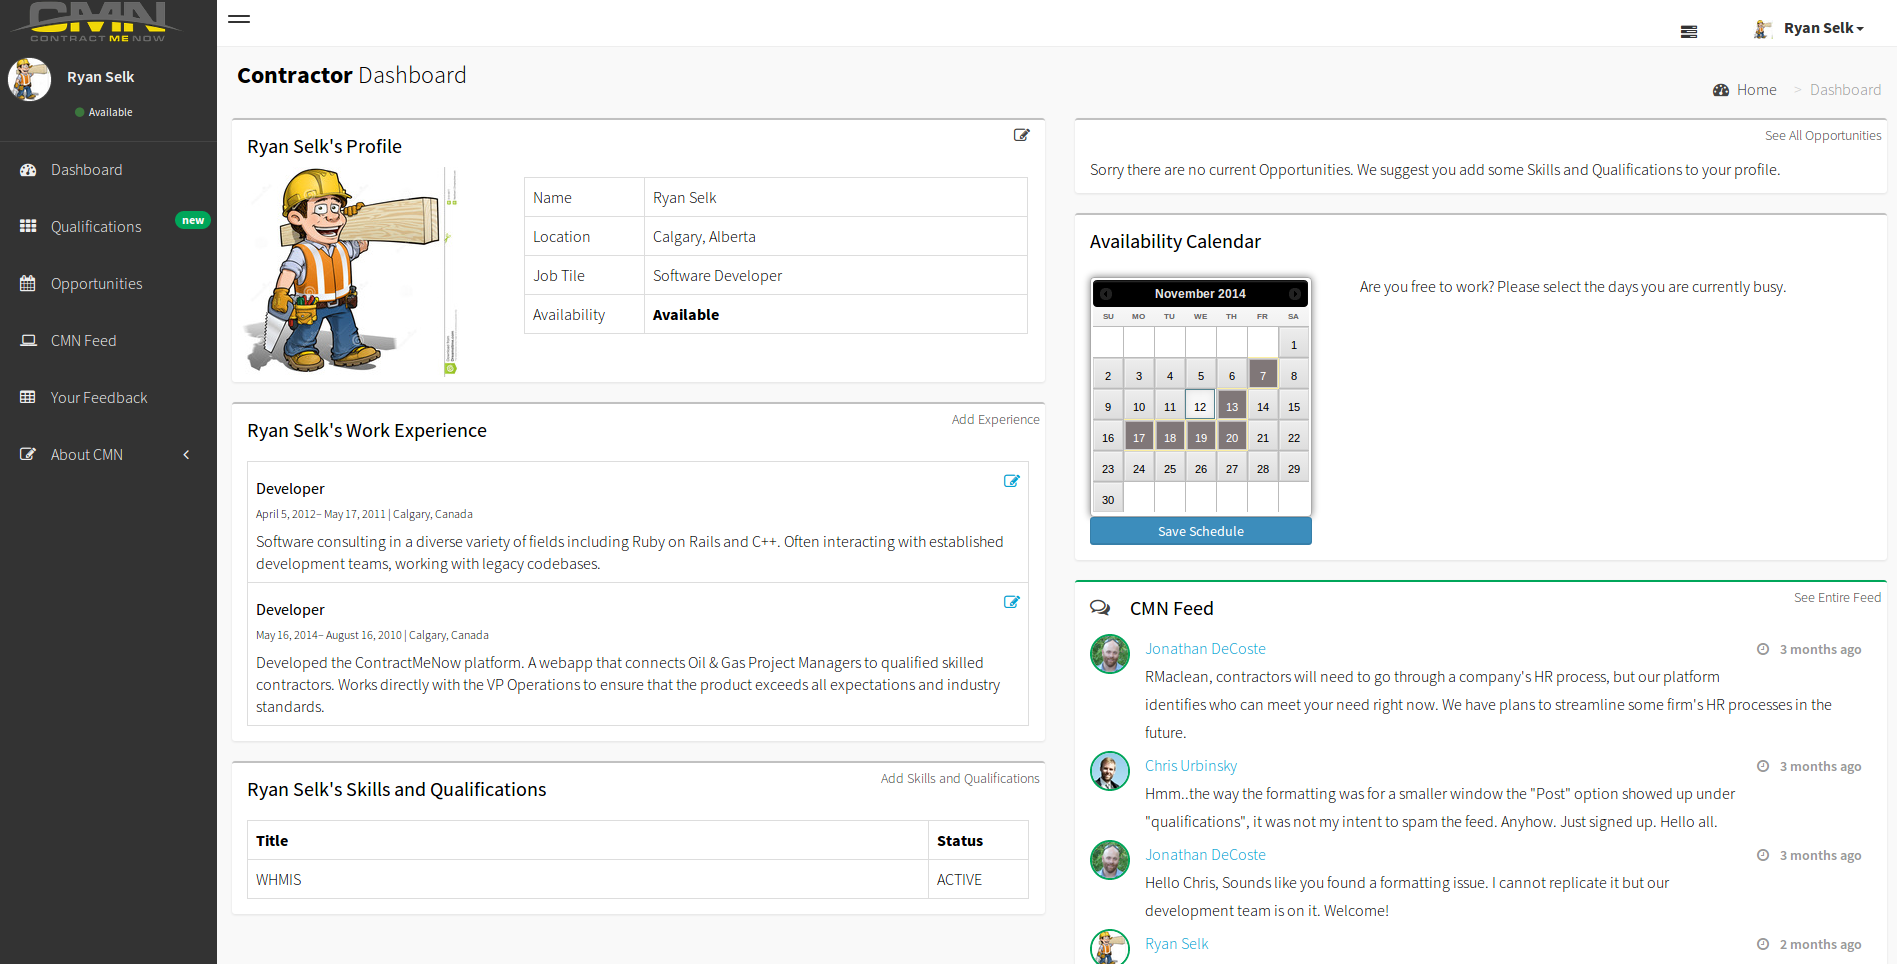 CMN
CONTRACT ME NOW
Ryan Selk
Available
Dashboard
Qualifications
new
Opportunities
CMN Feed
Your Feedback
About CMN
Ryan Selk
Contractor Dashboard
Home > Dashboard
Ryan Selk's Profile
Name Ryan Selk
Location Calgary, Alberta
Job Tile Software Developer
Availability Available
Ryan Selk's Work Experience
Add Experience
Developer
April 5, 2012– May 17, 2011 | Calgary, Canada
Software consulting in a diverse variety of fields including Ruby on Rails and C++. Often interacting with established
development teams, working with legacy codebases.
Developer
May 16, 2014– August 16, 2010 | Calgary, Canada
Developed the ContractMeNow platform. A webapp that connects Oil & Gas Project Managers to qualified skilled
contractors. Works directly with the VP Operations to ensure that the product exceeds all expectations and industry
standards.
Ryan Selk's Skills and Qualifications
Add Skills and Qualifications
Title Status
WHMIS ACTIVE
See All Opportunities
Sorry there are no current Opportunities. We suggest you add some Skills and Qualifications to your profile.
Availability Calendar
Are you free to work? Please select the days you are currently busy.
November 2014
SU MO TU WE TH FR SA
1
2 3 4 5 6 7 8
9 10 11 12 13 14 15
16 17 18 19 20 21 22
23 24 25 26 27 28 29
30
Save Schedule
CMN Feed
See Entire Feed
Jonathan DeCoste
3 months ago
RMaclean, contractors will need to go through a company's HR process, but our platform
identifies who can meet your need right now. We have plans to streamline some firm's HR processes in the
future.
Chris Urbinsky
3 months ago
Hmm..the way the formatting was for a smaller window the "Post" option showed up under
"qualifications", it was not my intent to spam the feed. Anyhow. Just signed up. Hello all.
Jonathan DeCoste
3 months ago
Hello Chris, Sounds like you found a formatting issue. I cannot replicate it but our
development team is on it. Welcome!
Ryan Selk
2 months ago